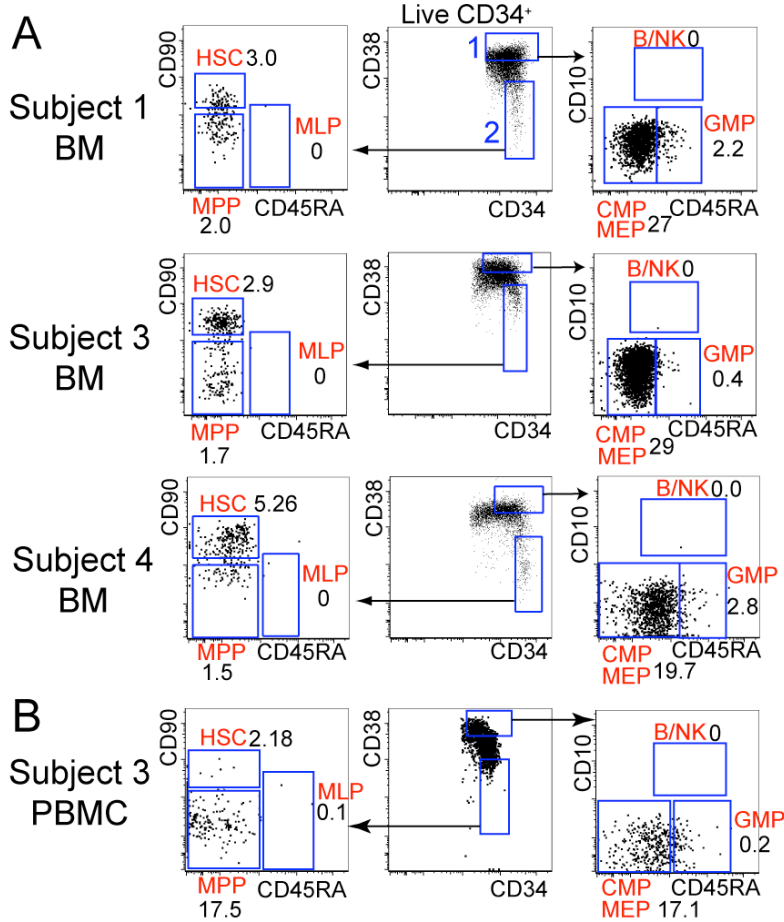 A
Live CD34+
Subject 1
BM
CD90
HSC 3.0
MLP
0
MPP
2.0
CD45RA
CD38
1
2
CD34
CD10
B/NK 0
GMP
2.2
CMP
MEP 27
CD45RA
Subject 3
BM
CD90
HSC 2.9
MLP
0
MPP
1.7
CD45RA
CD38
CD34
CD10
B/NK 0
GMP
0.4
CMP
MEP 29
CD45RA
Subject 4
BM
CD90
HSC 5.26
MLP
0
MPP
1.5
CD45RA
CD38
CD34
CD10
B/NK 0.0
GMP
2.8
CMP
MEP 19.7
CD45RA
B
Subject 3
PBMC
CD90
HSC 2.18
MLP
0.1
MPP
17.5
CD45RA
CD38
CD34
CD10
B/NK 0
GMP
0.2
CMP
MEP 17.1
CD45RA